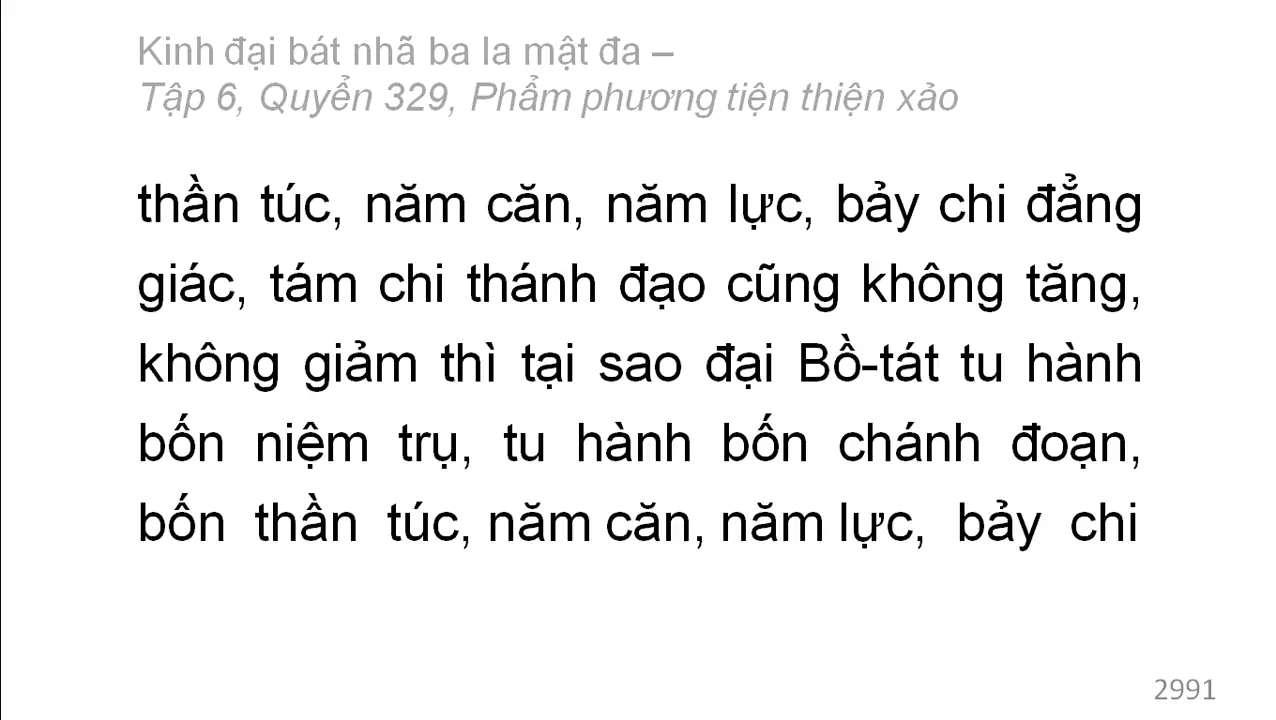 Kinh đại bát nhã ba la mật đa –
Tập 6, Quyển 329, Phẩm phương tiện thiện xảo
thần túc, năm căn, năm lực, bảy chi đẳng
giác, tám chi thánh đạo cũng không tăng,
không giảm thì tại sao đại Bồ-tát tu hành
bốn niệm trụ, tu hành bốn chánh đoạn,
bốn thần túc, năm căn, năm lực, bảy chi
2991